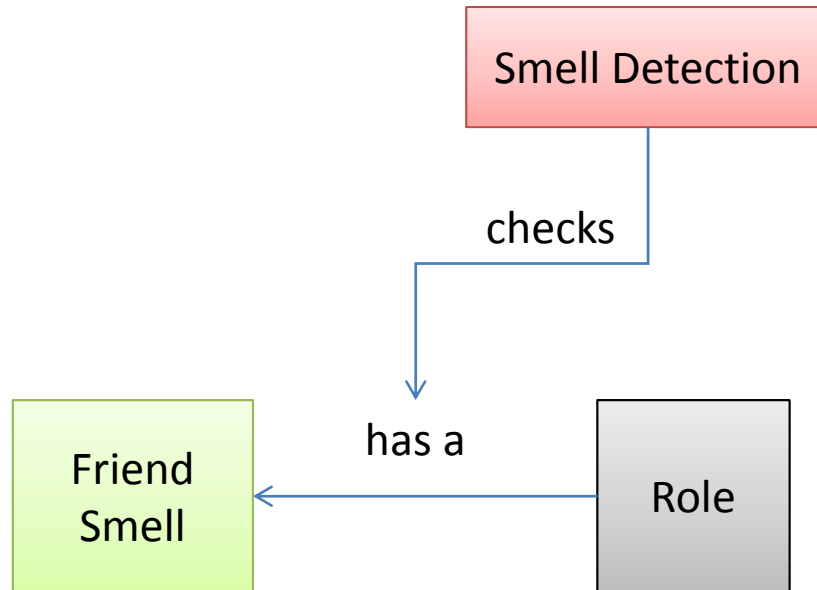 Smell Detection
checks
has a
Friend
Smell
Role